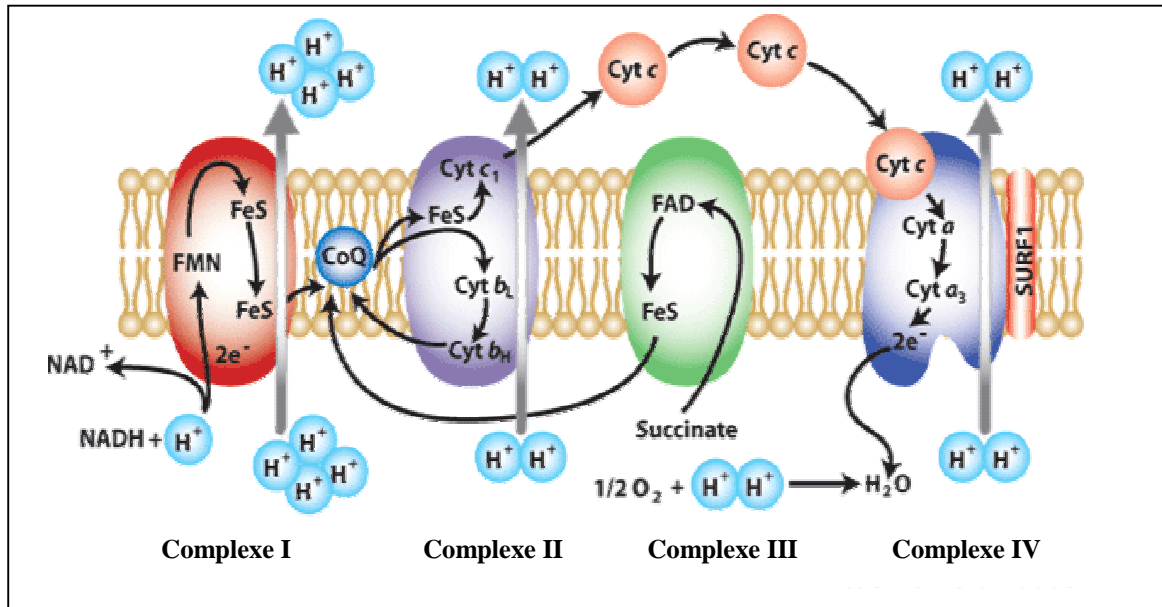 H+ H+ H+ H+
H+ H+
Cyt c
Cyt c
H+ H+
Cyt c1
Cyt c
FeS
FeS
FAD
Cyt a
CoQ
FMN
Cyt bL
SURF1
FeS
FeS
Cyt a3
2e-
Cyt bH
2e-
NAD+
NADH + H+
H+ H+ H+ H+
H+ H+
Succinate
H+ H+
1/2 O2 + H+ H+
H2O
Complexe I
Complexe II
Complexe III
Complexe IV